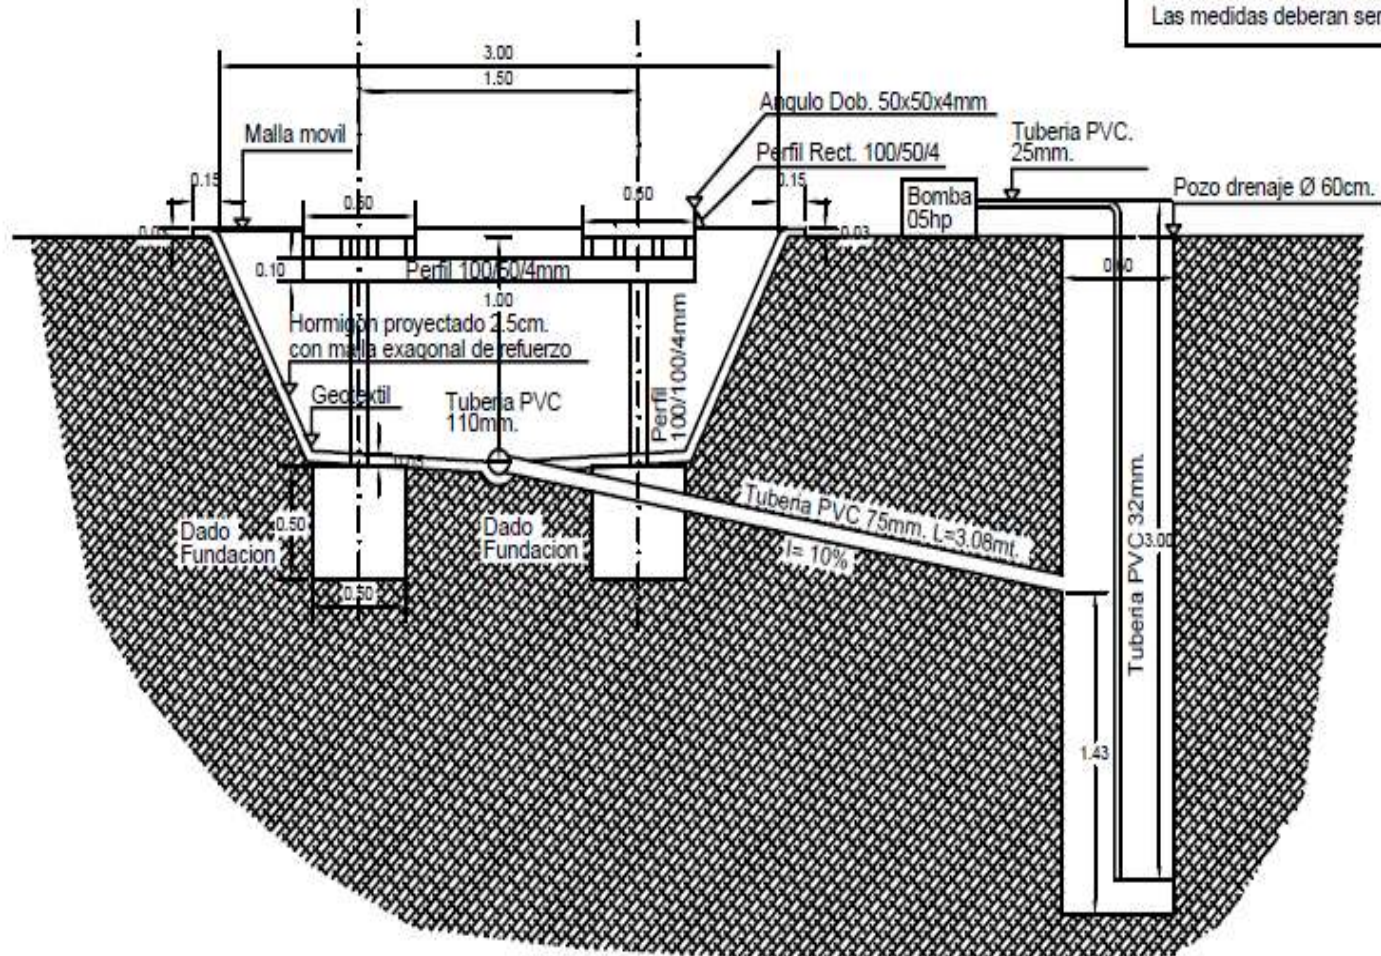 Las medidas deberan ser
3.00
1.50
Angulo Dob. 50x50x4mm
Malla movil
Tuberia PVC.
25mm.
Perfil Rect. 100/50/4
0.15
0.60
0.60
0.15
Bomba
05hp
Pozo drenaje Ø 60cm.
0.03
0.10
Perfil 100/50/4mm
0.60
1.00
Hormigon proyectado 2.5cm.
con malla exagonal de refuerzo
Perfil
100/100/4mm
Geotextil
Tuberia PVC
110mm.
Tuberia PVC 75mm. L=3.08mt.
I= 10%
Dado
Fundacion
0.50
Dado
Fundacion
0.50
Tuberia PVC 32mm.
3.00
1.43